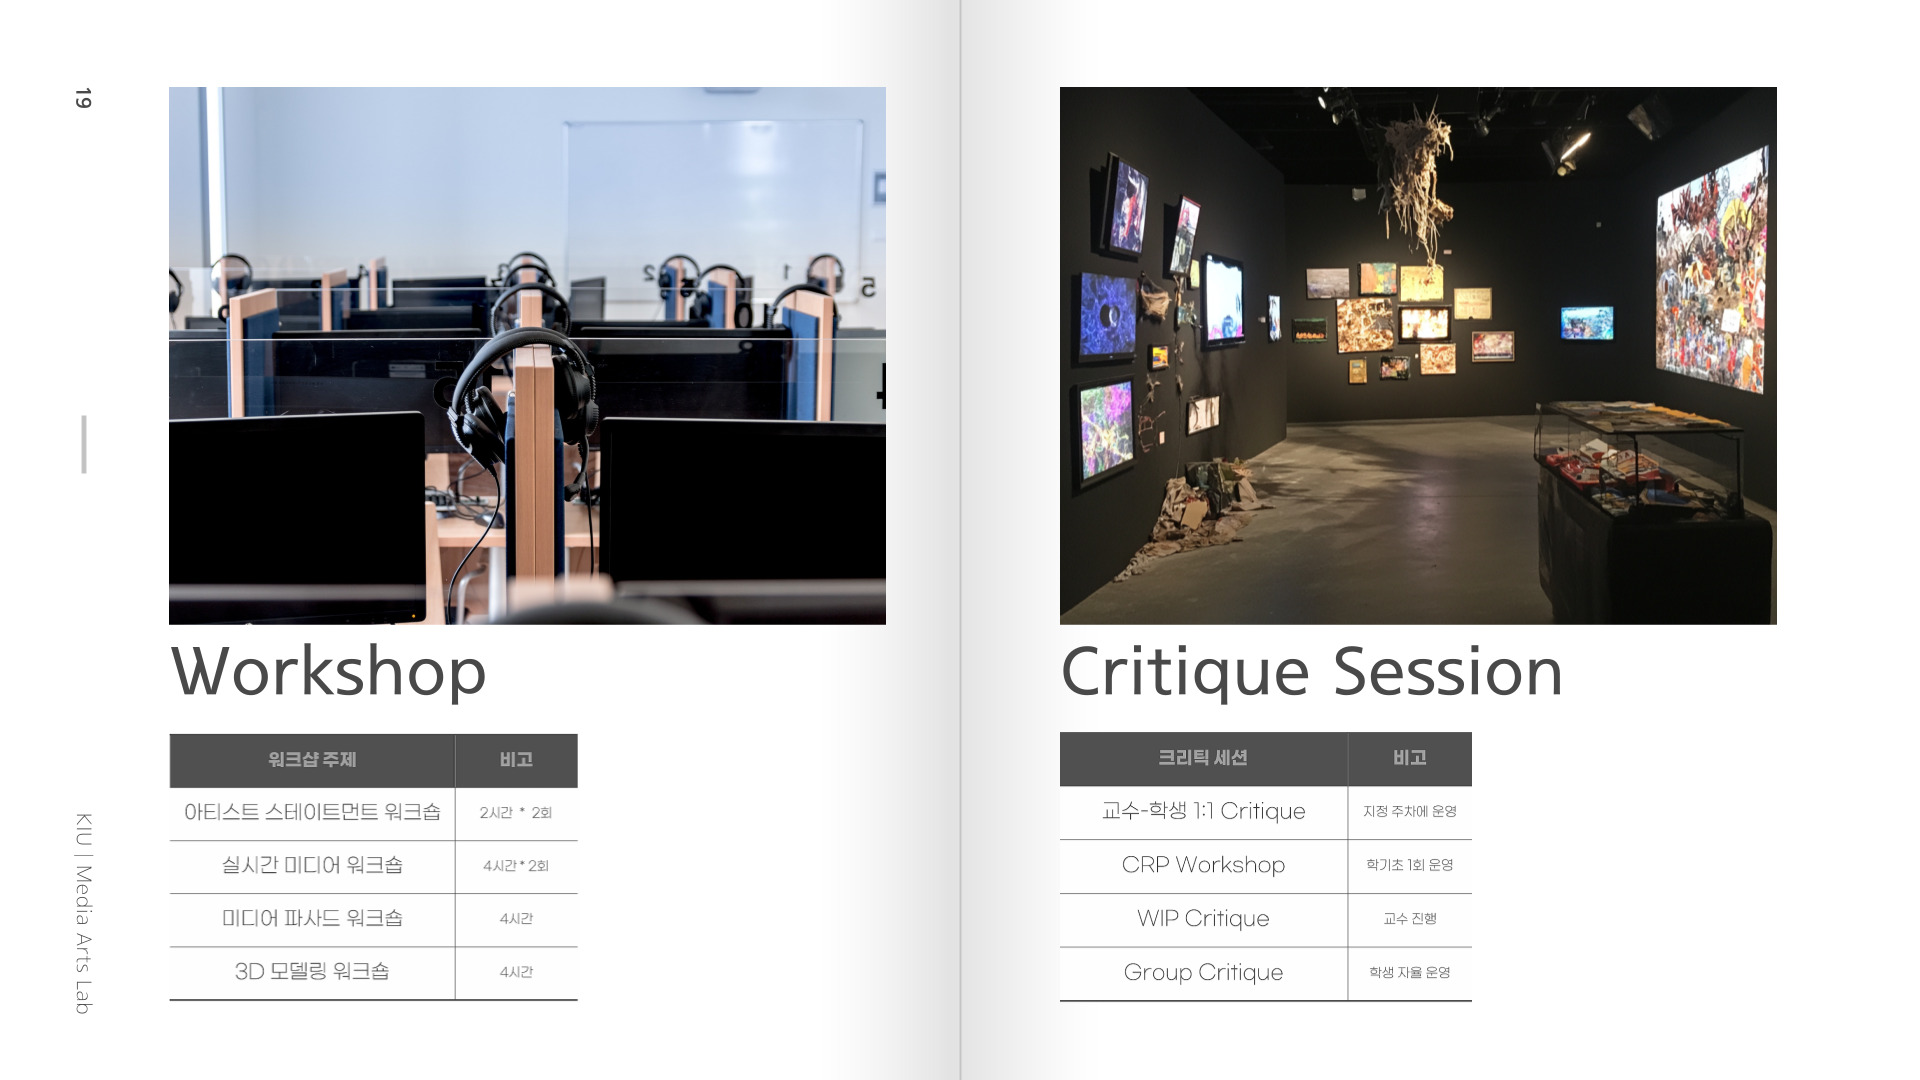 19
KIU | Media Arts Lab
Workshop
워크샵 주제 비고
아티스트 스테이트먼트 워크숍 2시간 * 2회
실시간 미디어 워크숍 4시간 * 2회
미디어 파사드 워크숍 4시간
3D 모델링 워크숍 4시간
Critique Session
크리틱 세션 비고
교수-학생 1:1 Critique 지정 주차에 운영
CRP Workshop 학기초 1회 운영
WIP Critique 교수 진행
Group Critique 학생 자율 운영